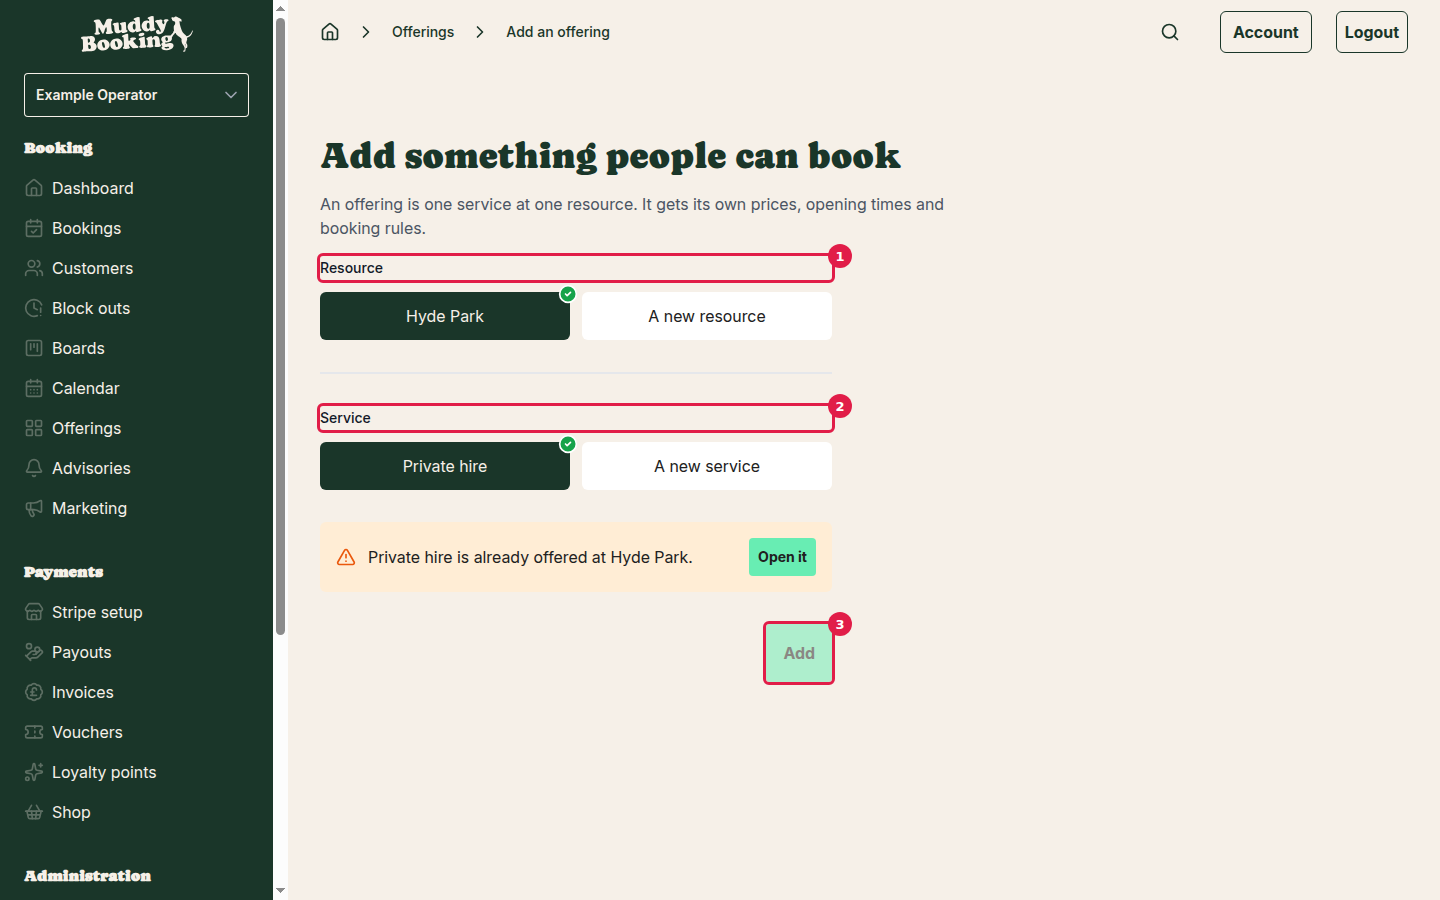 Muddy
Booking
Example Operator
Booking
Dashboard
Bookings
Customers
Block outs
Boards
Calendar
Offerings
Advisories
Marketing
Payments
Stripe setup
Payouts
Invoices
Vouchers
Loyalty points
Shop
Administration
Offerings
Add an offering
Account
Logout
Add something people can book
An offering is one service at one resource. It gets its own prices, opening times and
booking rules.
1
Resource
Hyde Park
A new resource
2
Service
Private hire
A new service
Private hire is already offered at Hyde Park.
Open it
3
Add